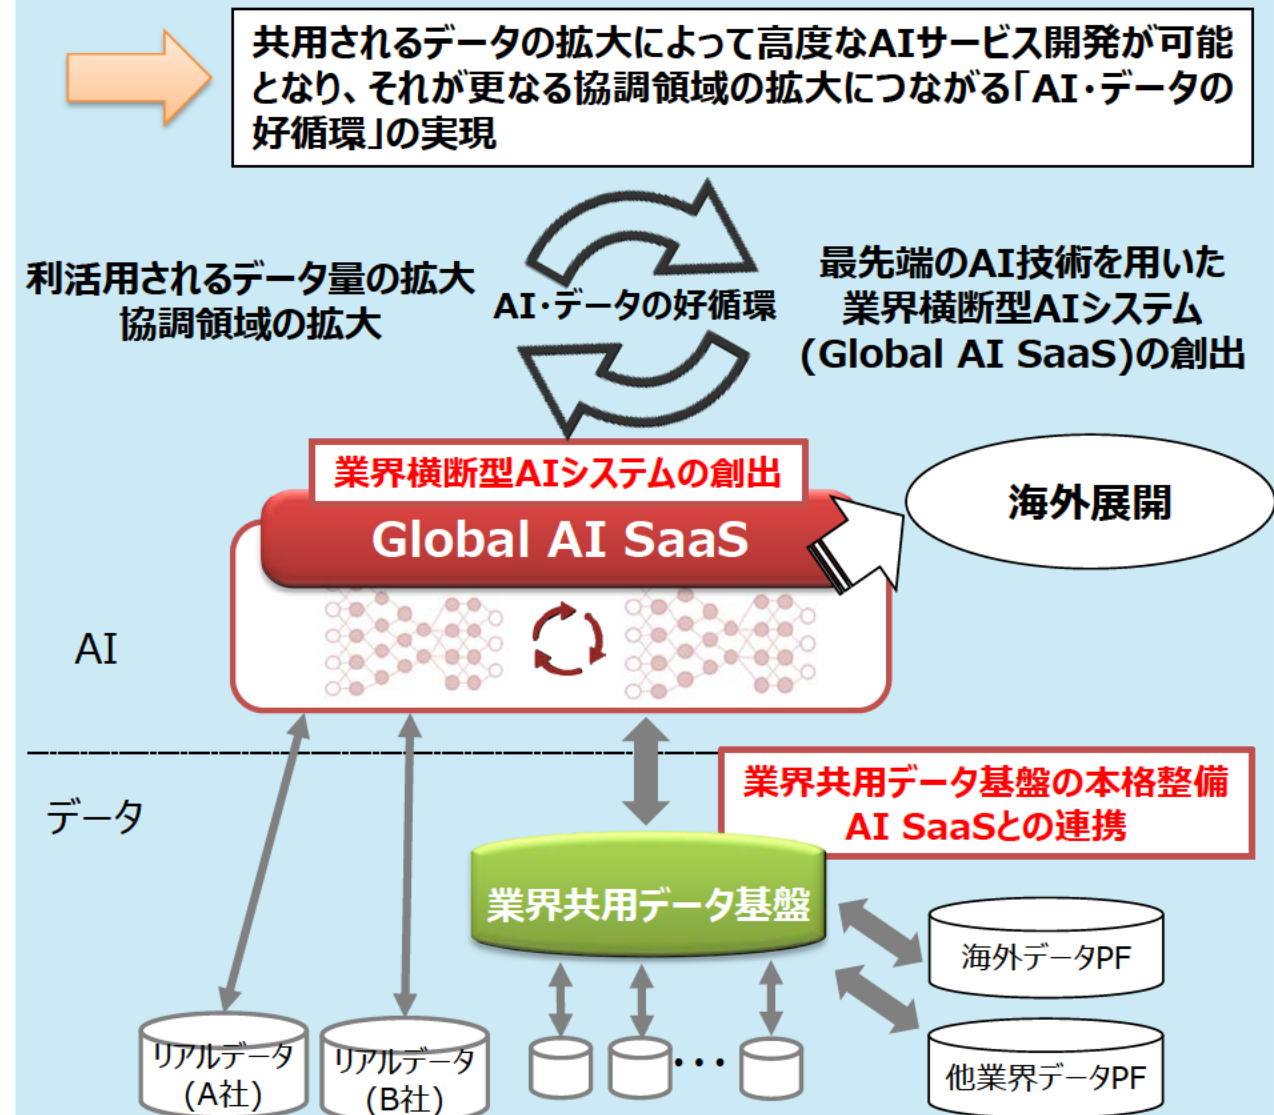 共用されるデータの拡大によって高度なAIサービス開発が可能
となり、それが更なる協調領域の拡大につながる「AI・データの
好循環」の実現
利活用されるデータ量の拡大
協調領域の拡大
AI・データの好循環
最先端のAI技術を用いた
業界横断型AIシステム
(Global AI SaaS)の創出
業界横断型AIシステムの創出
Global AI SaaS
海外展開
AI
データ
業界共用データ基盤の本格整備
AI SaaSとの連携
業界共用データ基盤
海外データPF
他業界データPF
リアルデータ
(A社)
リアルデータ
(B社)
・・・